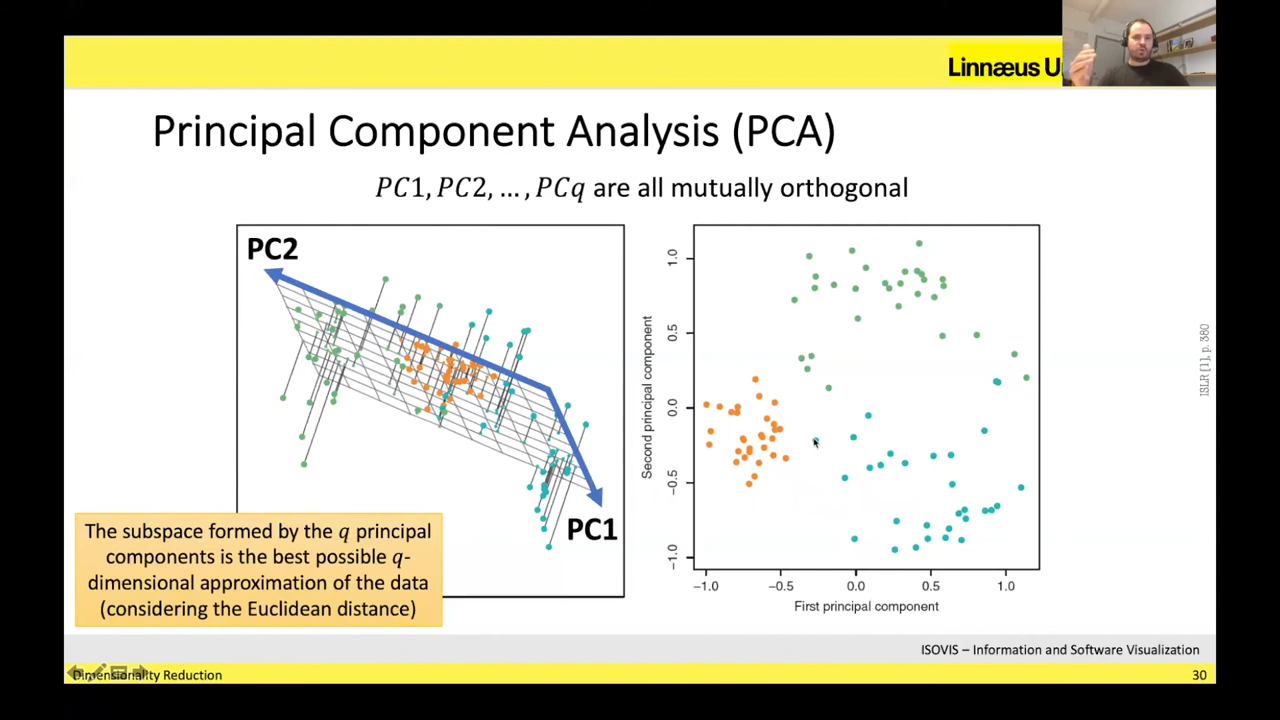 Linnæus U
Principal Component Analysis (PCA)
PC1, PC2, … , PCq are all mutually orthogonal
PC2
PC1
The subspace formed by the q principal
components is the best possible q-
dimensional approximation of the data
(considering the Euclidean distance)
Second principal component
1.0
0.5
0.0
−0.5
−1.0
−1.0 −0.5 0.0 0.5 1.0
First principal component
ISLR [1], p. 380
ISOVIS – Information and Software Visualization
Dimensionality Reduction
30